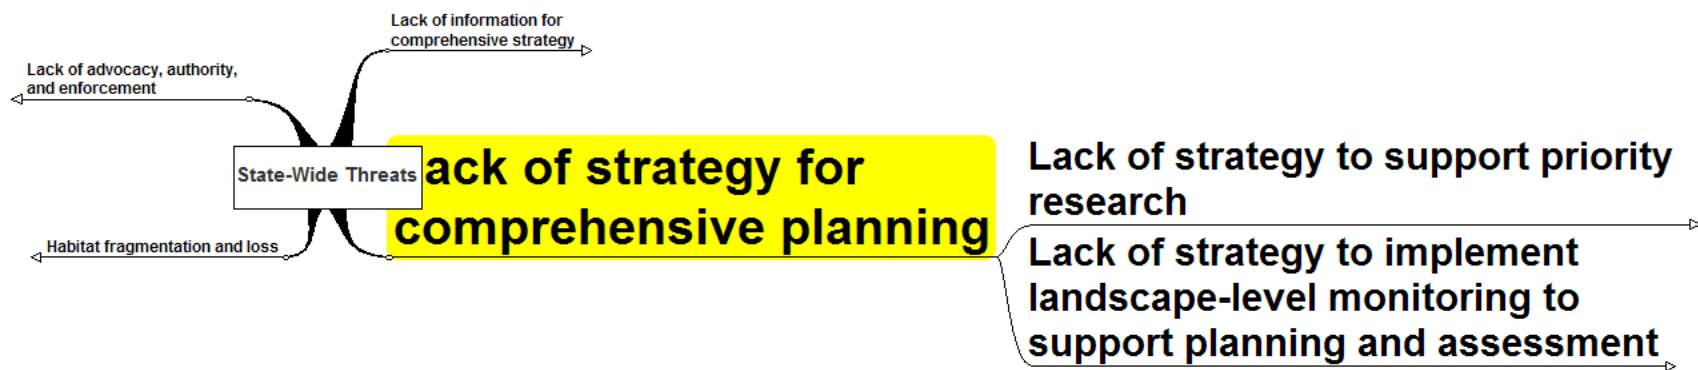 Lack of information for
comprehensive strategy
Lack of advocacy, authority,
and enforcement
State-Wide Threats
ack of strategy for
comprehensive planning
Habitat fragmentation and loss
Lack of strategy to support priority
research
Lack of strategy to implement
landscape-level monitoring to
support planning and assessment